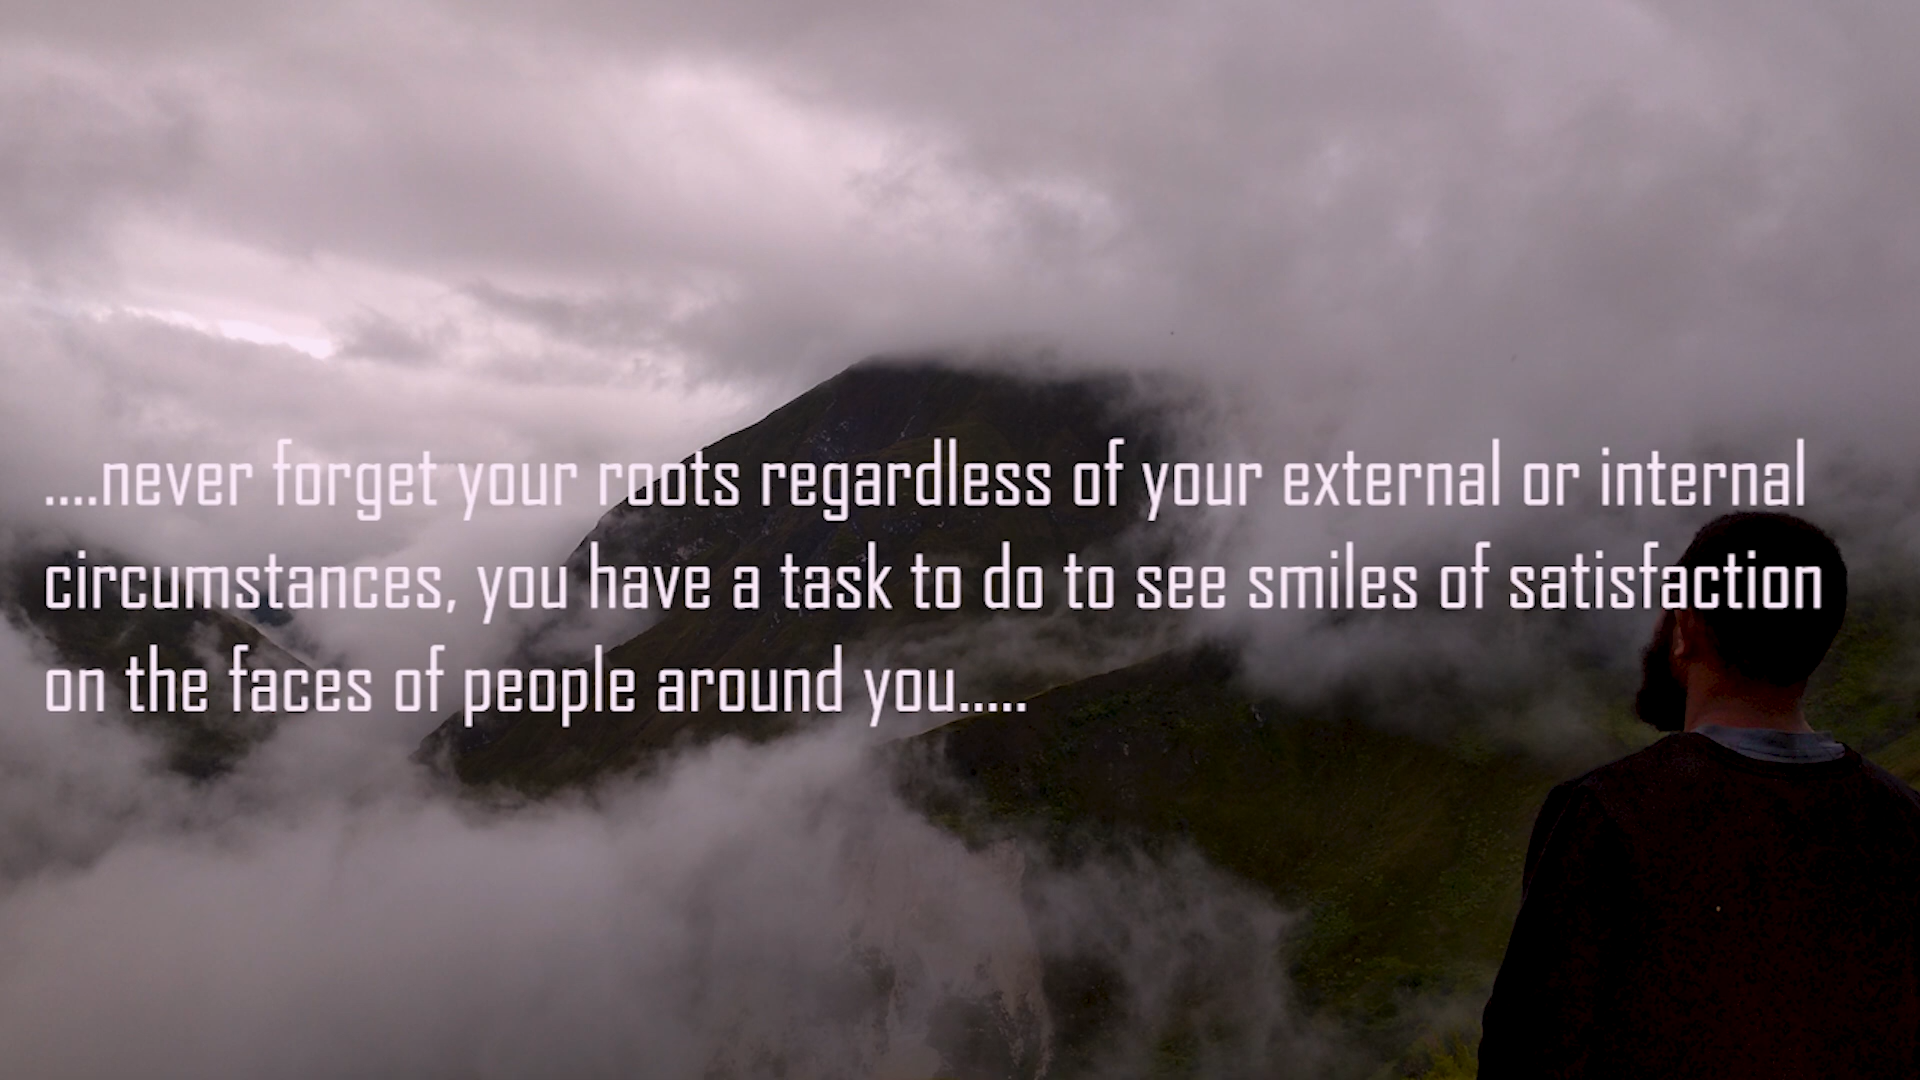 ....never forget your roots regardless of your external or internal
circumstances, you have a task to do to see smiles of satisfaction
on the faces of people around you.....